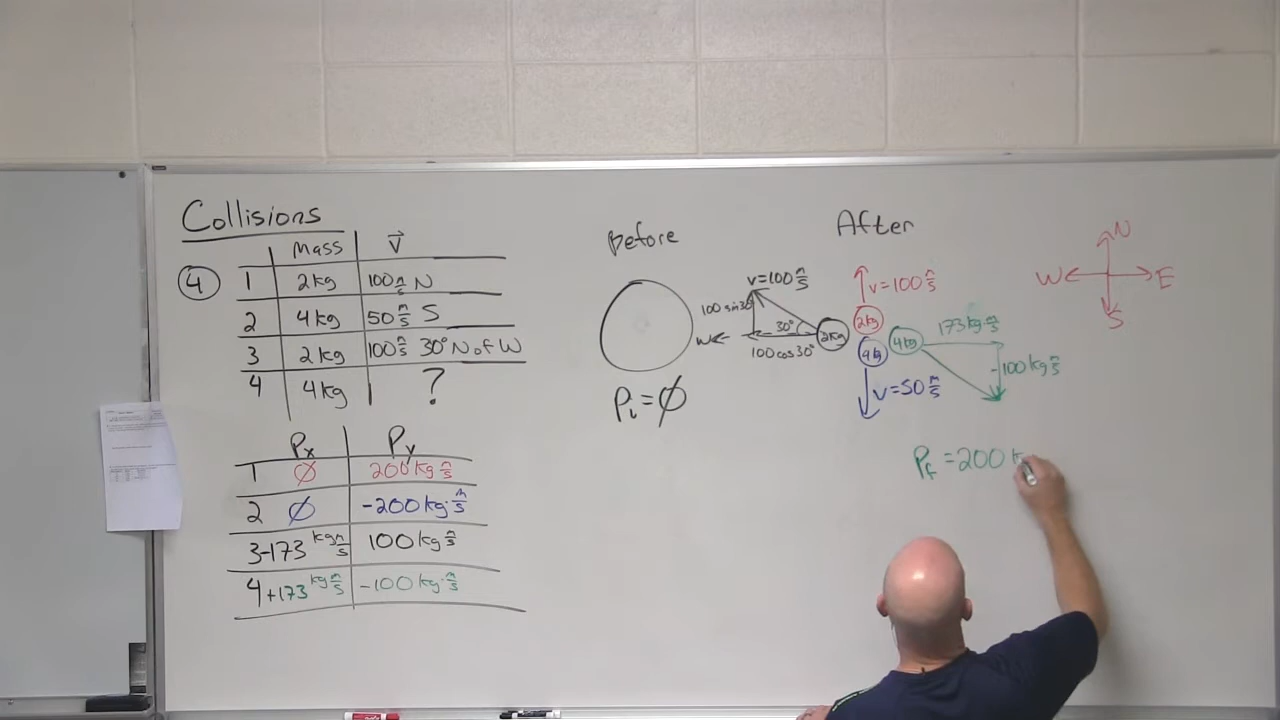 Collisions
④
Mass V⃗
1 2kg 100 m/s N
2 4kg 50 m/s S
3 2kg 100 m/s 30° N of W
4 4kg ?
Px Py
1 ∅ 200 kg m/s
2 ∅ -200 kg·m/s
3 -173 kg m/s 100 kg m/s
4 +173 kg m/s -100 kg·m/s
Before
Pi = ∅
After
v=100 m/s
100 sin30°
W
30°
2kg
100 cos30°
v=100 m/s
2kg
4kg
v=50 m/s
4kg
173 kg·m/s
-100 kg m/s
Pf = 200 k
N
W E
S